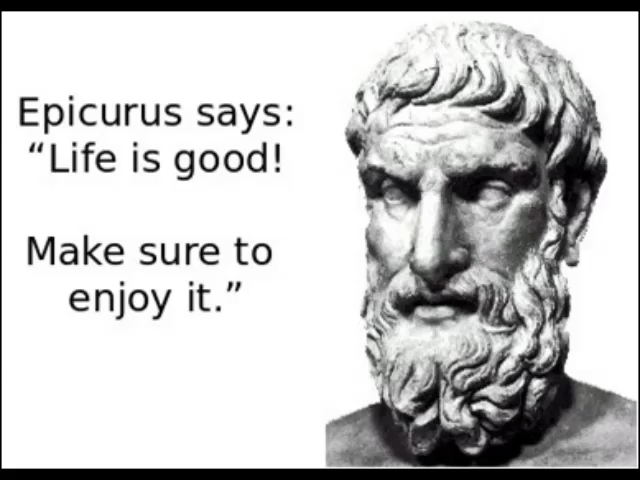 Epicurus says:
“Life is good!
Make sure to
enjoy it.”